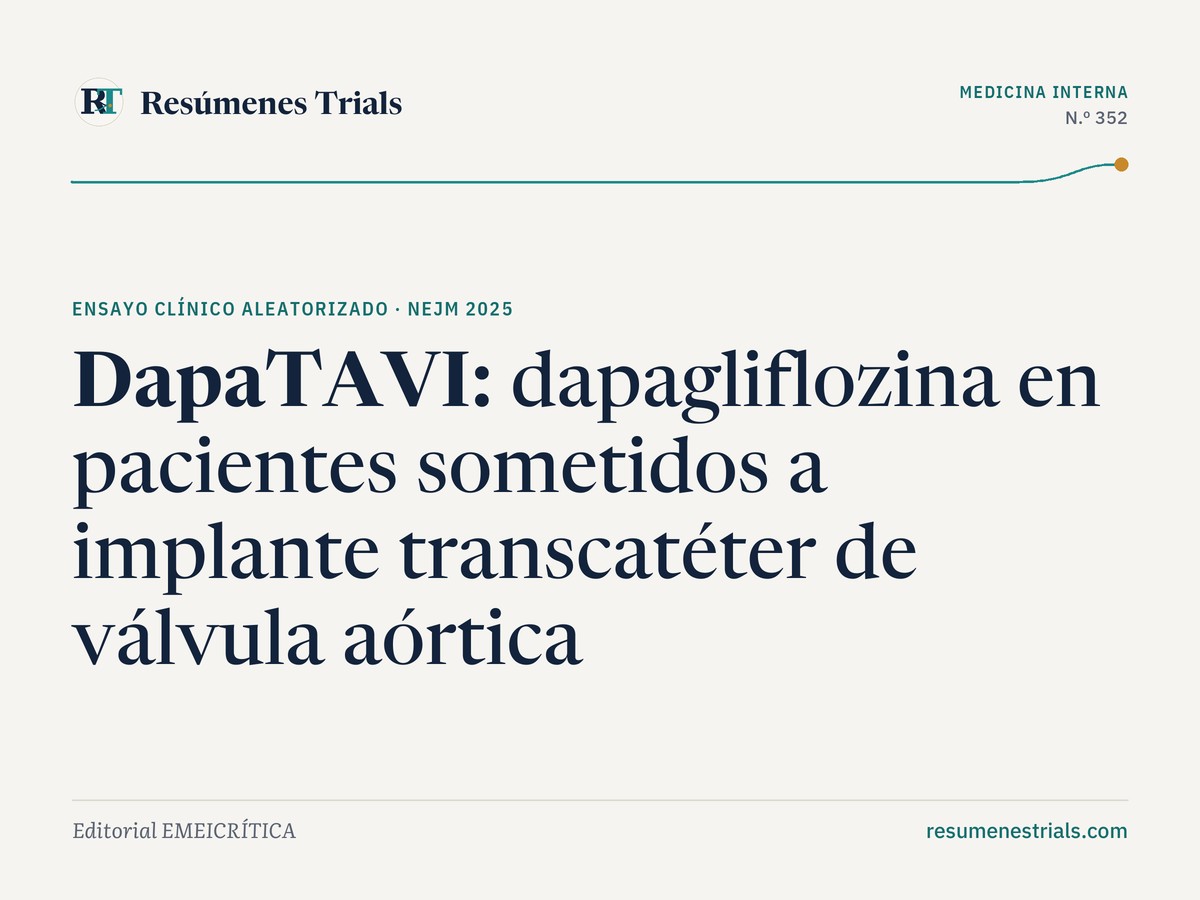 RT Resúmenes Trials
MEDICINA INTERNA
N.º 352
ENSAYO CLÍNICO ALEATORIZADO · NEJM 2025
DapaTAVI: dapagliflozina en
pacientes sometidos a
implante transcatéter de
válvula aórtica
Editorial EMEICRÍTICA
resumenestrials.com